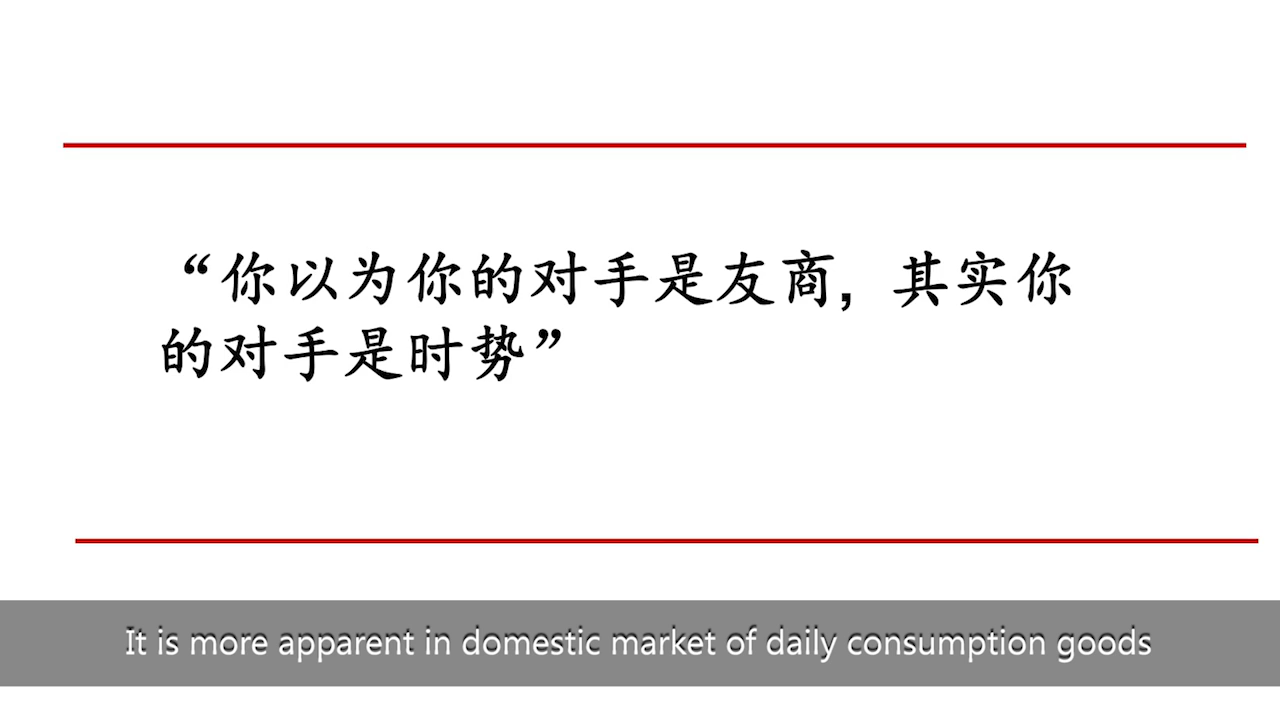 “你以为你的对手是友商，其实你
的对手是时势”
It is more apparent in domestic market of daily consumption goods